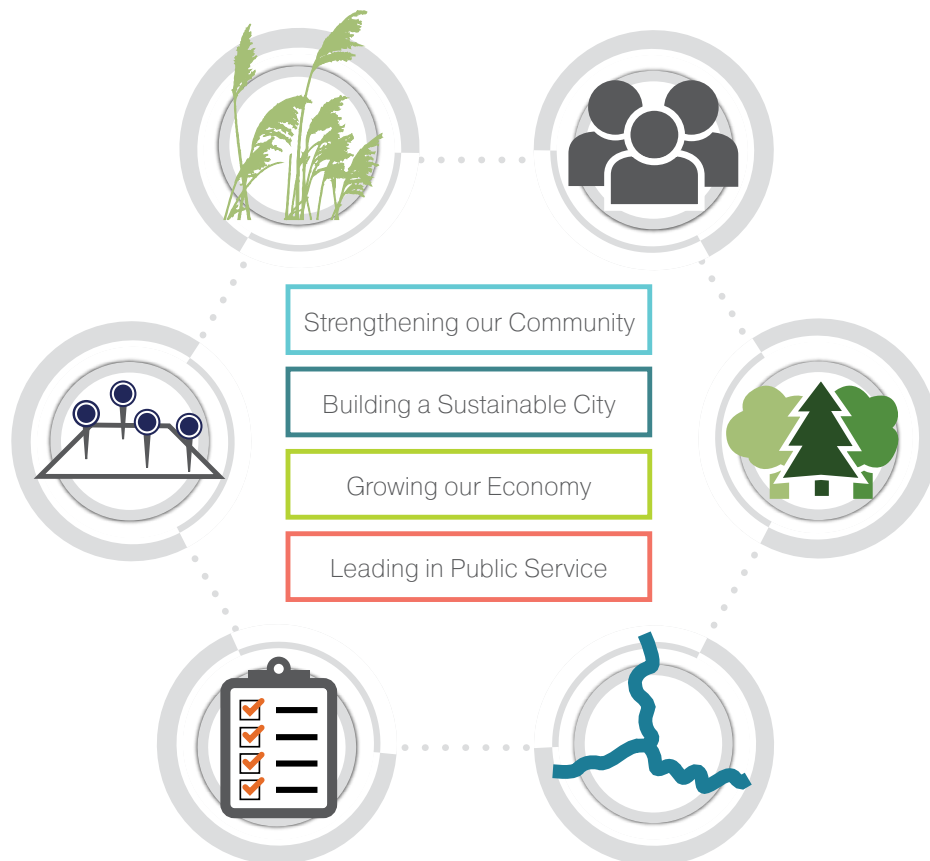 Strengthening our Community
Building a Sustainable City
Growing our Economy
Leading in Public Service